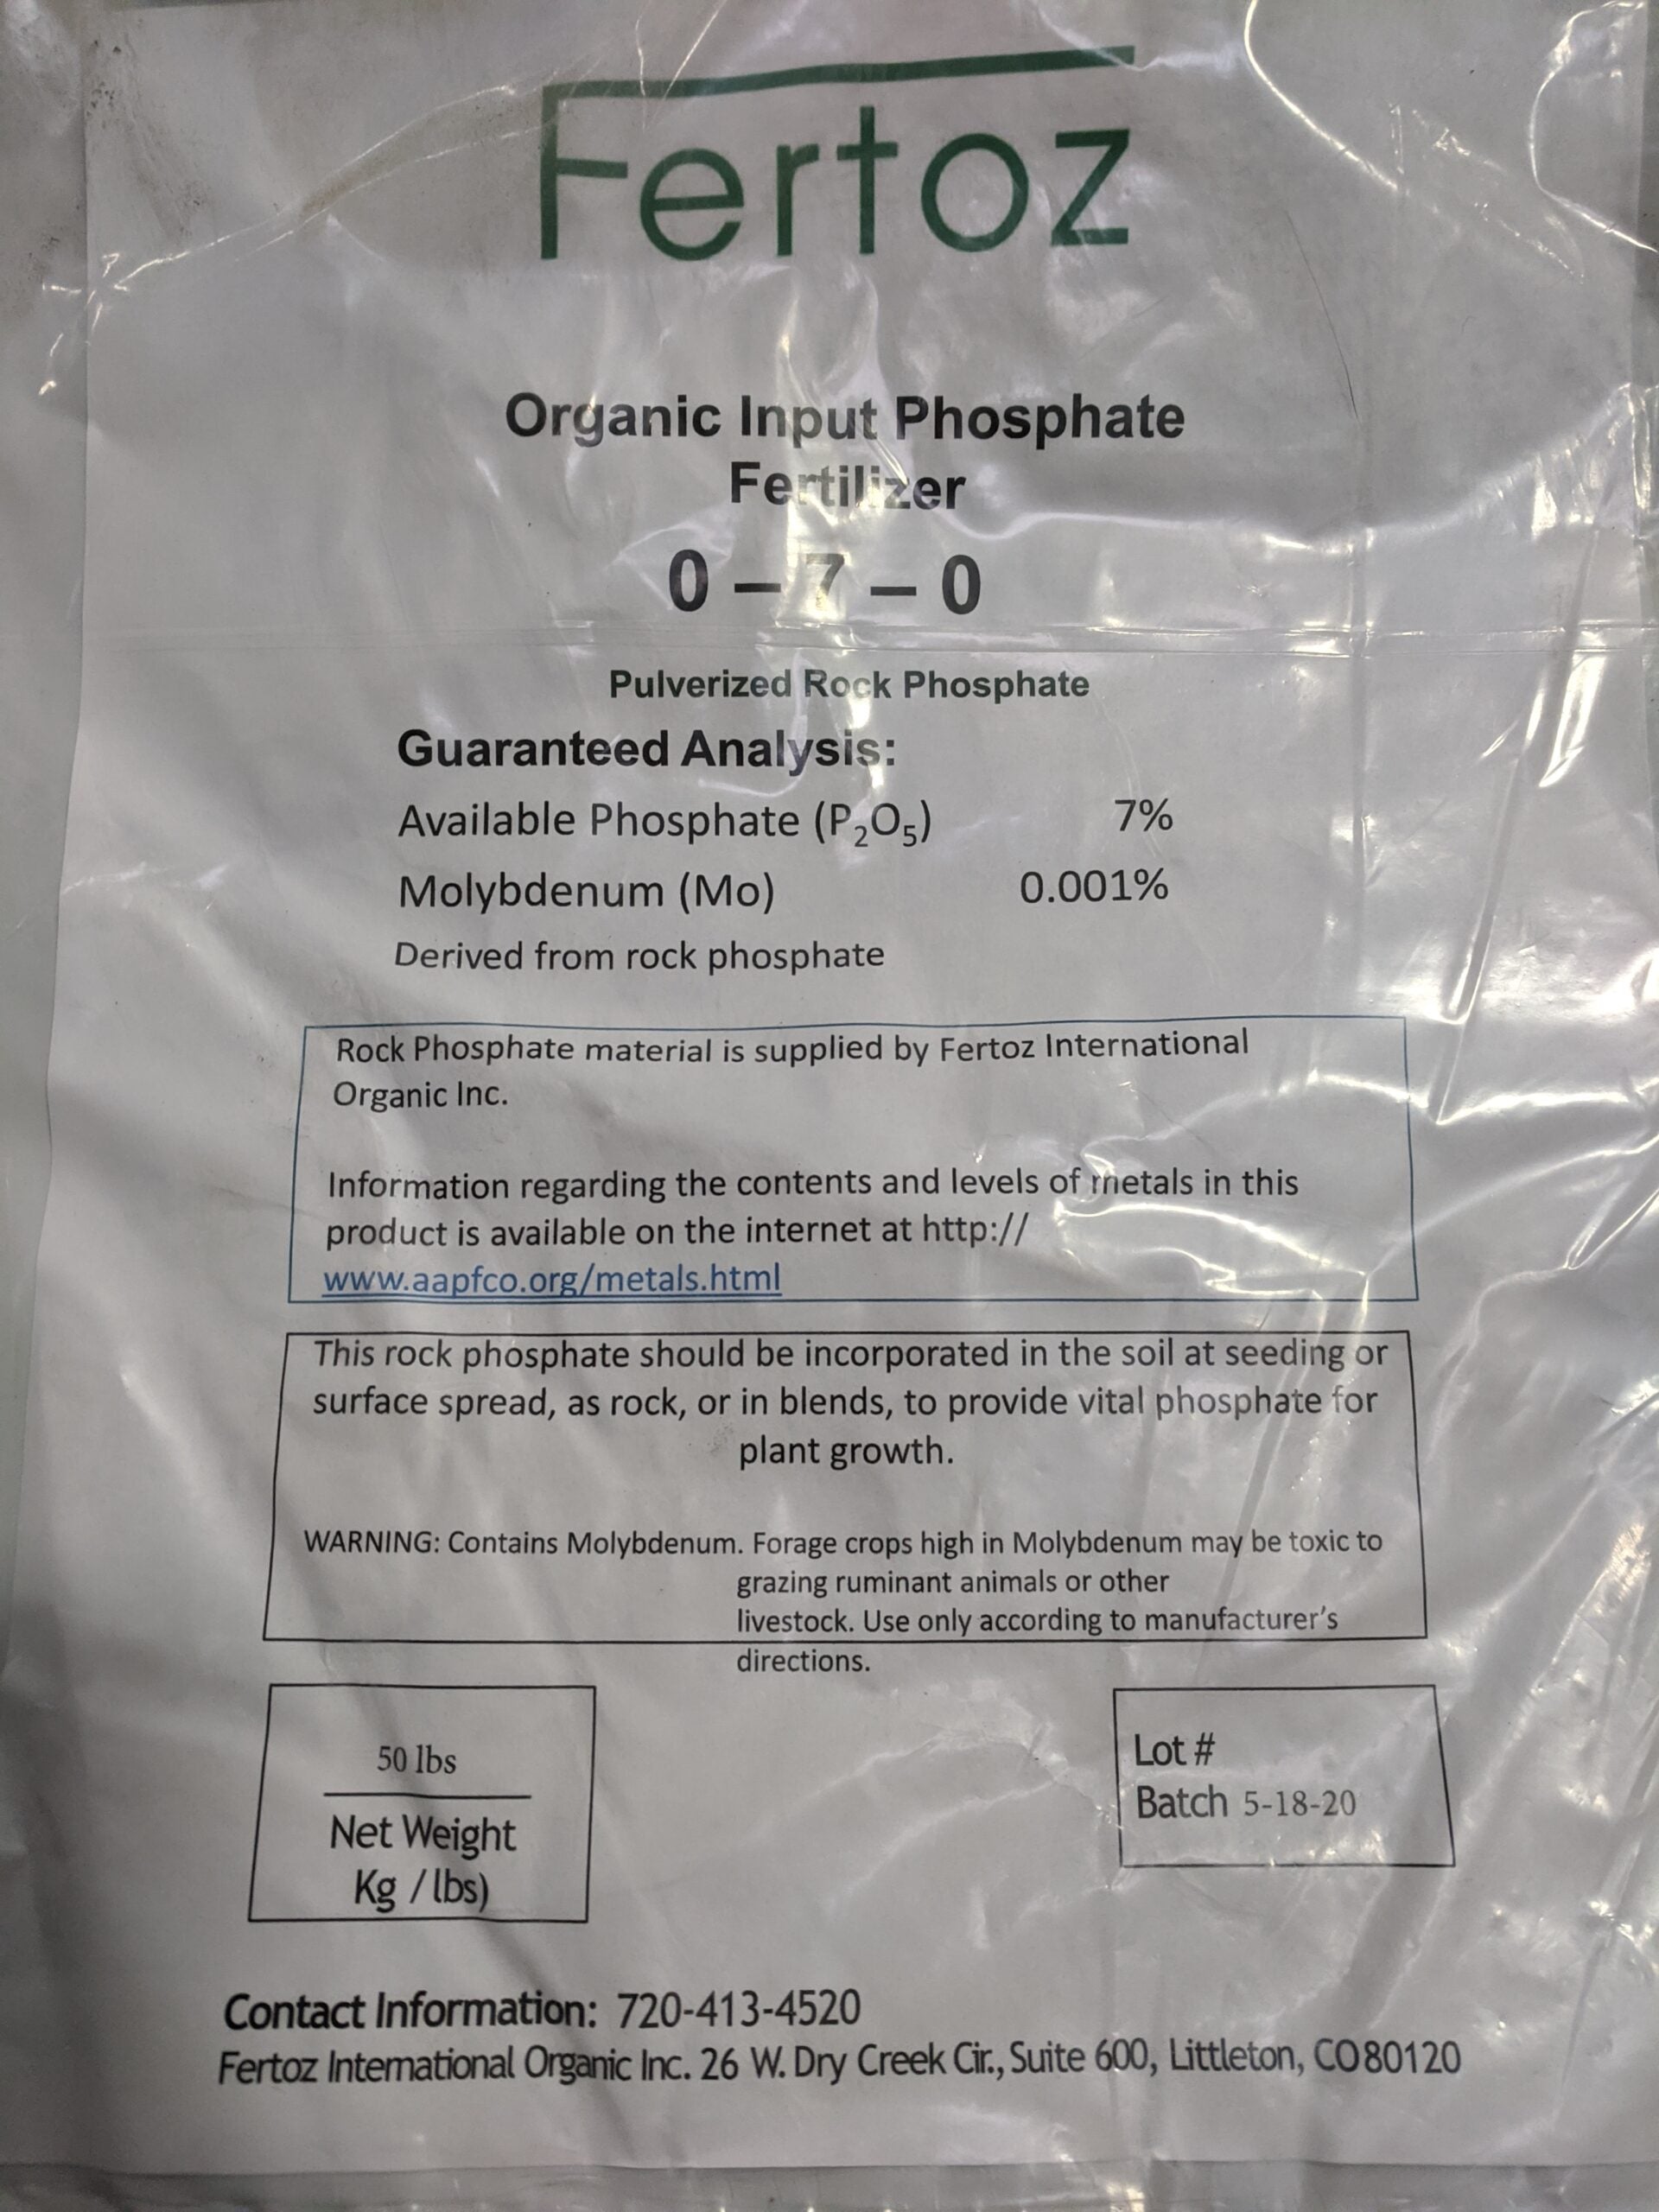 Fertoz
Organic Input Phosphate
Fertilizer
0 – 7 – 0
Pulverized Rock Phosphate
Guaranteed Analysis:
Available Phosphate (P₂O₅) 7%
Molybdenum (Mo) 0.001%
Derived from rock phosphate
Rock Phosphate material is supplied by Fertoz International
Organic Inc.
Information regarding the contents and levels of metals in this
product is available on the internet at http://
www.aapfco.org/metals.html
This rock phosphate should be incorporated in the soil at seeding or
surface spread, as rock, or in blends, to provide vital phosphate for
plant growth.
WARNING: Contains Molybdenum. Forage crops high in Molybdenum may be toxic to
grazing ruminant animals or other
livestock. Use only according to manufacturer's
directions.
50 lbs
Net Weight
Kg / lbs)
Lot #
Batch 5-18-20
Contact Information: 720-413-4520
Fertoz International Organic Inc. 26 W. Dry Creek Cir., Suite 600, Littleton, CO 80120